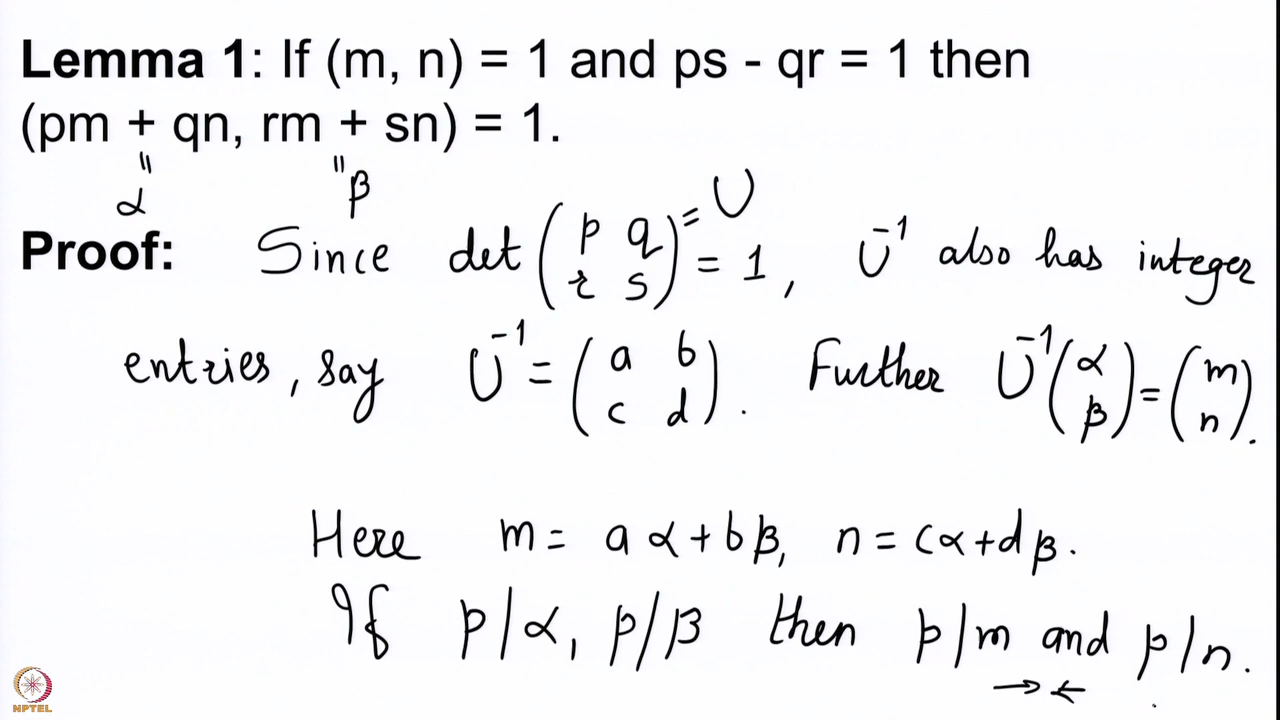 Lemma 1: If (m, n) = 1 and ps - qr = 1 then
(pm + qn, rm + sn) = 1.
" "
α β
Proof: Since det (p q r s) = U = 1, U⁻¹ also has integer
entries, say U⁻¹ = (a b c d). Further U⁻¹ (α β) = (m n).
Here m = aα + bβ, n = cα + dβ.
If p/α, p/β then p/m and p/n.
→←
NPTEL